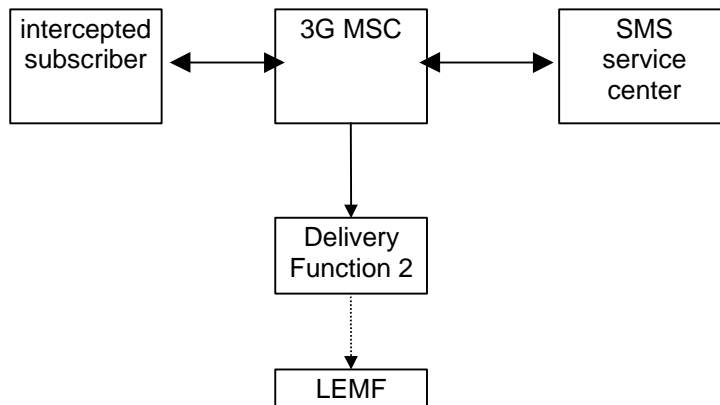 intercepted
subscriber
3G MSC
SMS
service
center
Delivery
Function 2
LEMF